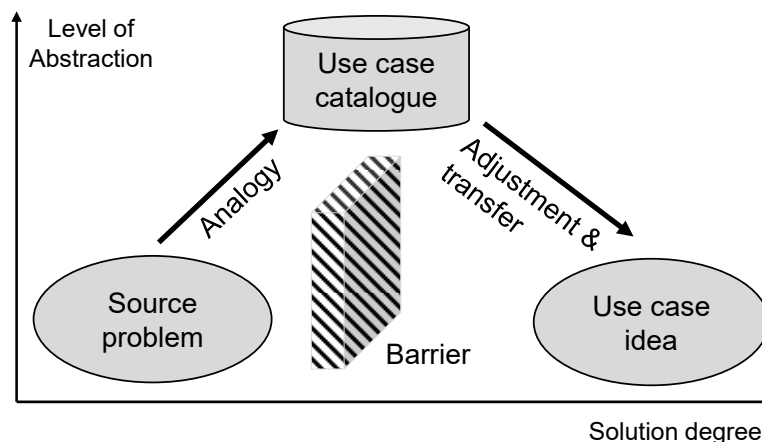 Level of
Abstraction
Use case
catalogue
Analogy
Adjustment &
transfer
Source
problem
Barrier
Use case
idea
Solution degree